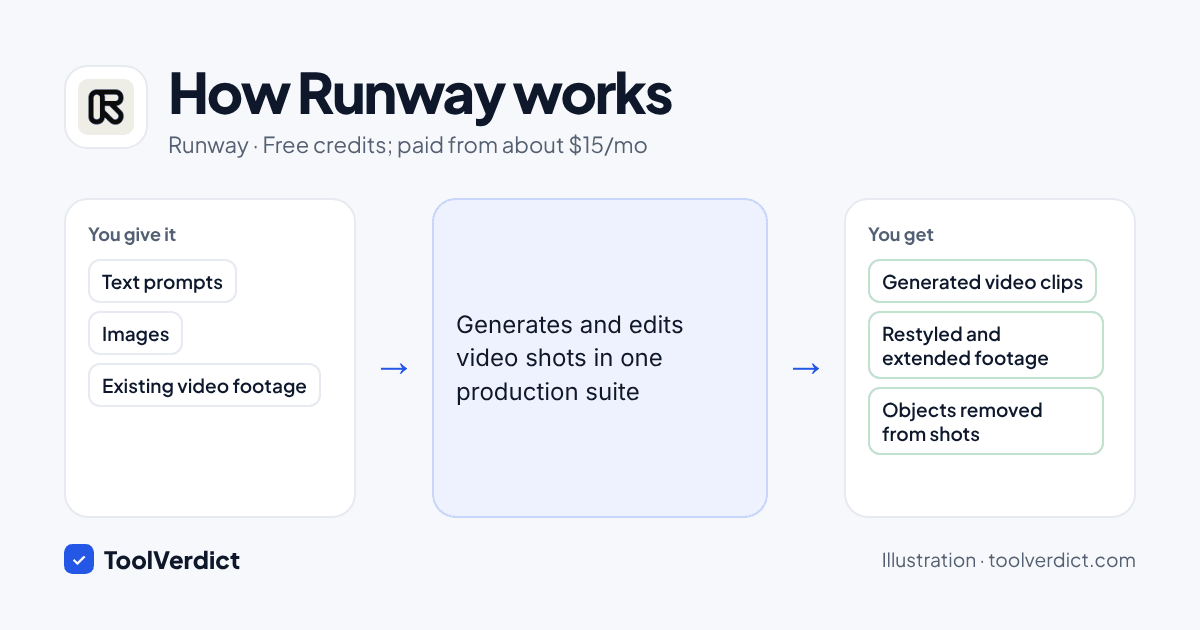 How Runway works
Runway · Free credits; paid from about $15/mo
You give it
Text prompts
Images
Existing video footage
→
Generates and edits
video shots in one
production suite
→
You get
Generated video clips
Restyled and
extended footage
Objects removed
from shots
ToolVerdict
Illustration · toolverdict.com